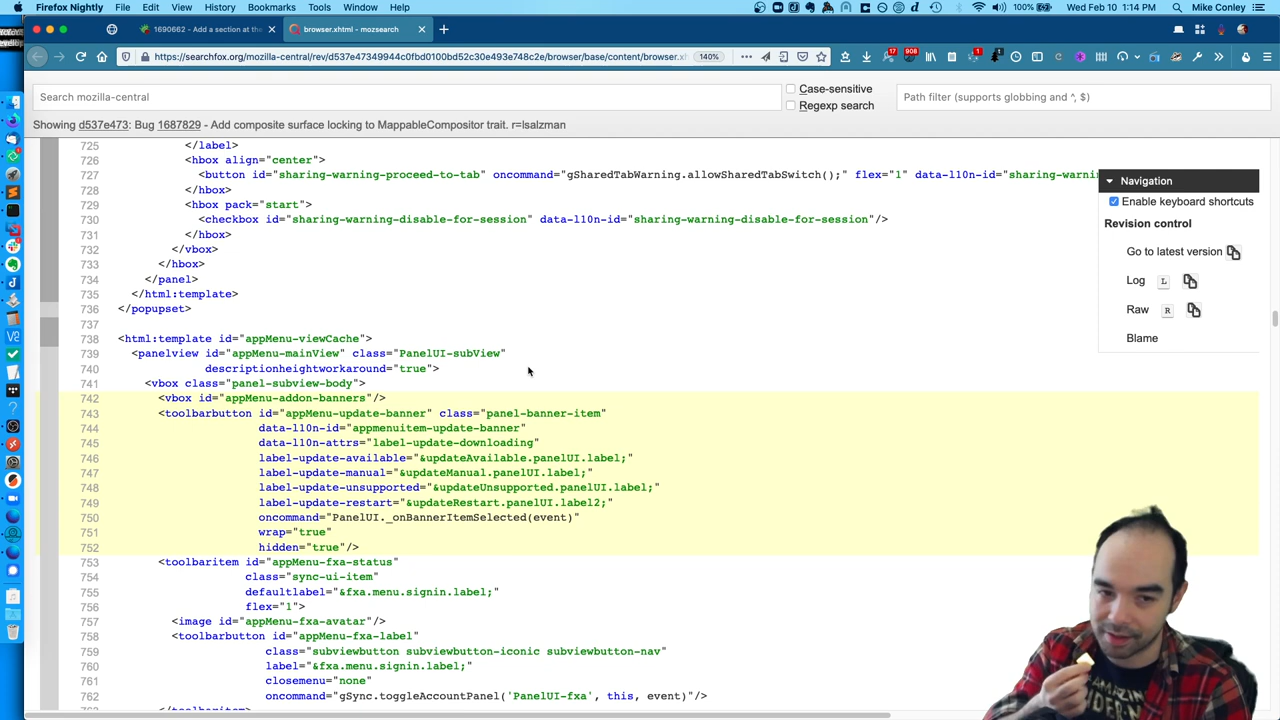 Firefox Nightly File Edit View History Bookmarks Tools Window Help 100% Wed Feb 10 1:14 PM Mike Conley
1690662 - Add a section at the
browser.xhtml - mozsearch
https://searchfox.org/mozilla-central/rev/d537e47349944c0fbd0100bd52c30e493e748c2e/browser/base/content/browser.xh 140%
Search mozilla-central
Case-sensitive
Regexp search
Path filter (supports globbing and ^, $)
Showing d537e473: Bug 1687829 - Add composite surface locking to MappableCompositor trait. r=lsalzman
725 </label>
726 <hbox align="center">
727 <button id="sharing-warning-proceed-to-tab" oncommand="gSharedTabWarning.allowSharedTabSwitch();" flex="1" data-l10n-id="sharing-warni
728 </hbox>
729 <hbox pack="start">
730 <checkbox id="sharing-warning-disable-for-session" data-l10n-id="sharing-warning-disable-for-session"/>
731 </hbox>
732 </vbox>
733 </hbox>
734 </panel>
735 </html:template>
736 </popupset>
737
738 <html:template id="appMenu-viewCache">
739 <panelview id="appMenu-mainView" class="PanelUI-subView"
740 descriptionheightworkaround="true">
741 <vbox class="panel-subview-body">
742 <vbox id="appMenu-addon-banners"/>
743 <toolbarbutton id="appMenu-update-banner" class="panel-banner-item"
744 data-l10n-id="appmenuitem-update-banner"
745 data-l10n-attrs="label-update-downloading"
746 label-update-available="&updateAvailable.panelUI.label;"
747 label-update-manual="&updateManual.panelUI.label;"
748 label-update-unsupported="&updateUnsupported.panelUI.label;"
749 label-update-restart="&updateRestart.panelUI.label2;"
750 oncommand="PanelUI._onBannerItemSelected(event)"
751 wrap="true"
752 hidden="true"/>
753 <toolbaritem id="appMenu-fxa-status"
754 class="sync-ui-item"
755 defaultlabel="&fxa.menu.signin.label;"
756 flex="1">
757 <image id="appMenu-fxa-avatar"/>
758 <toolbarbutton id="appMenu-fxa-label"
759 class="subviewbutton subviewbutton-iconic subviewbutton-nav"
760 label="&fxa.menu.signin.label;"
761 closemenu="none"
762 oncommand="gSync.toggleAccountPanel('PanelUI-fxa', this, event)"/>
Navigation
Enable keyboard shortcuts
Revision control
Go to latest version
Log L
Raw R
Blame